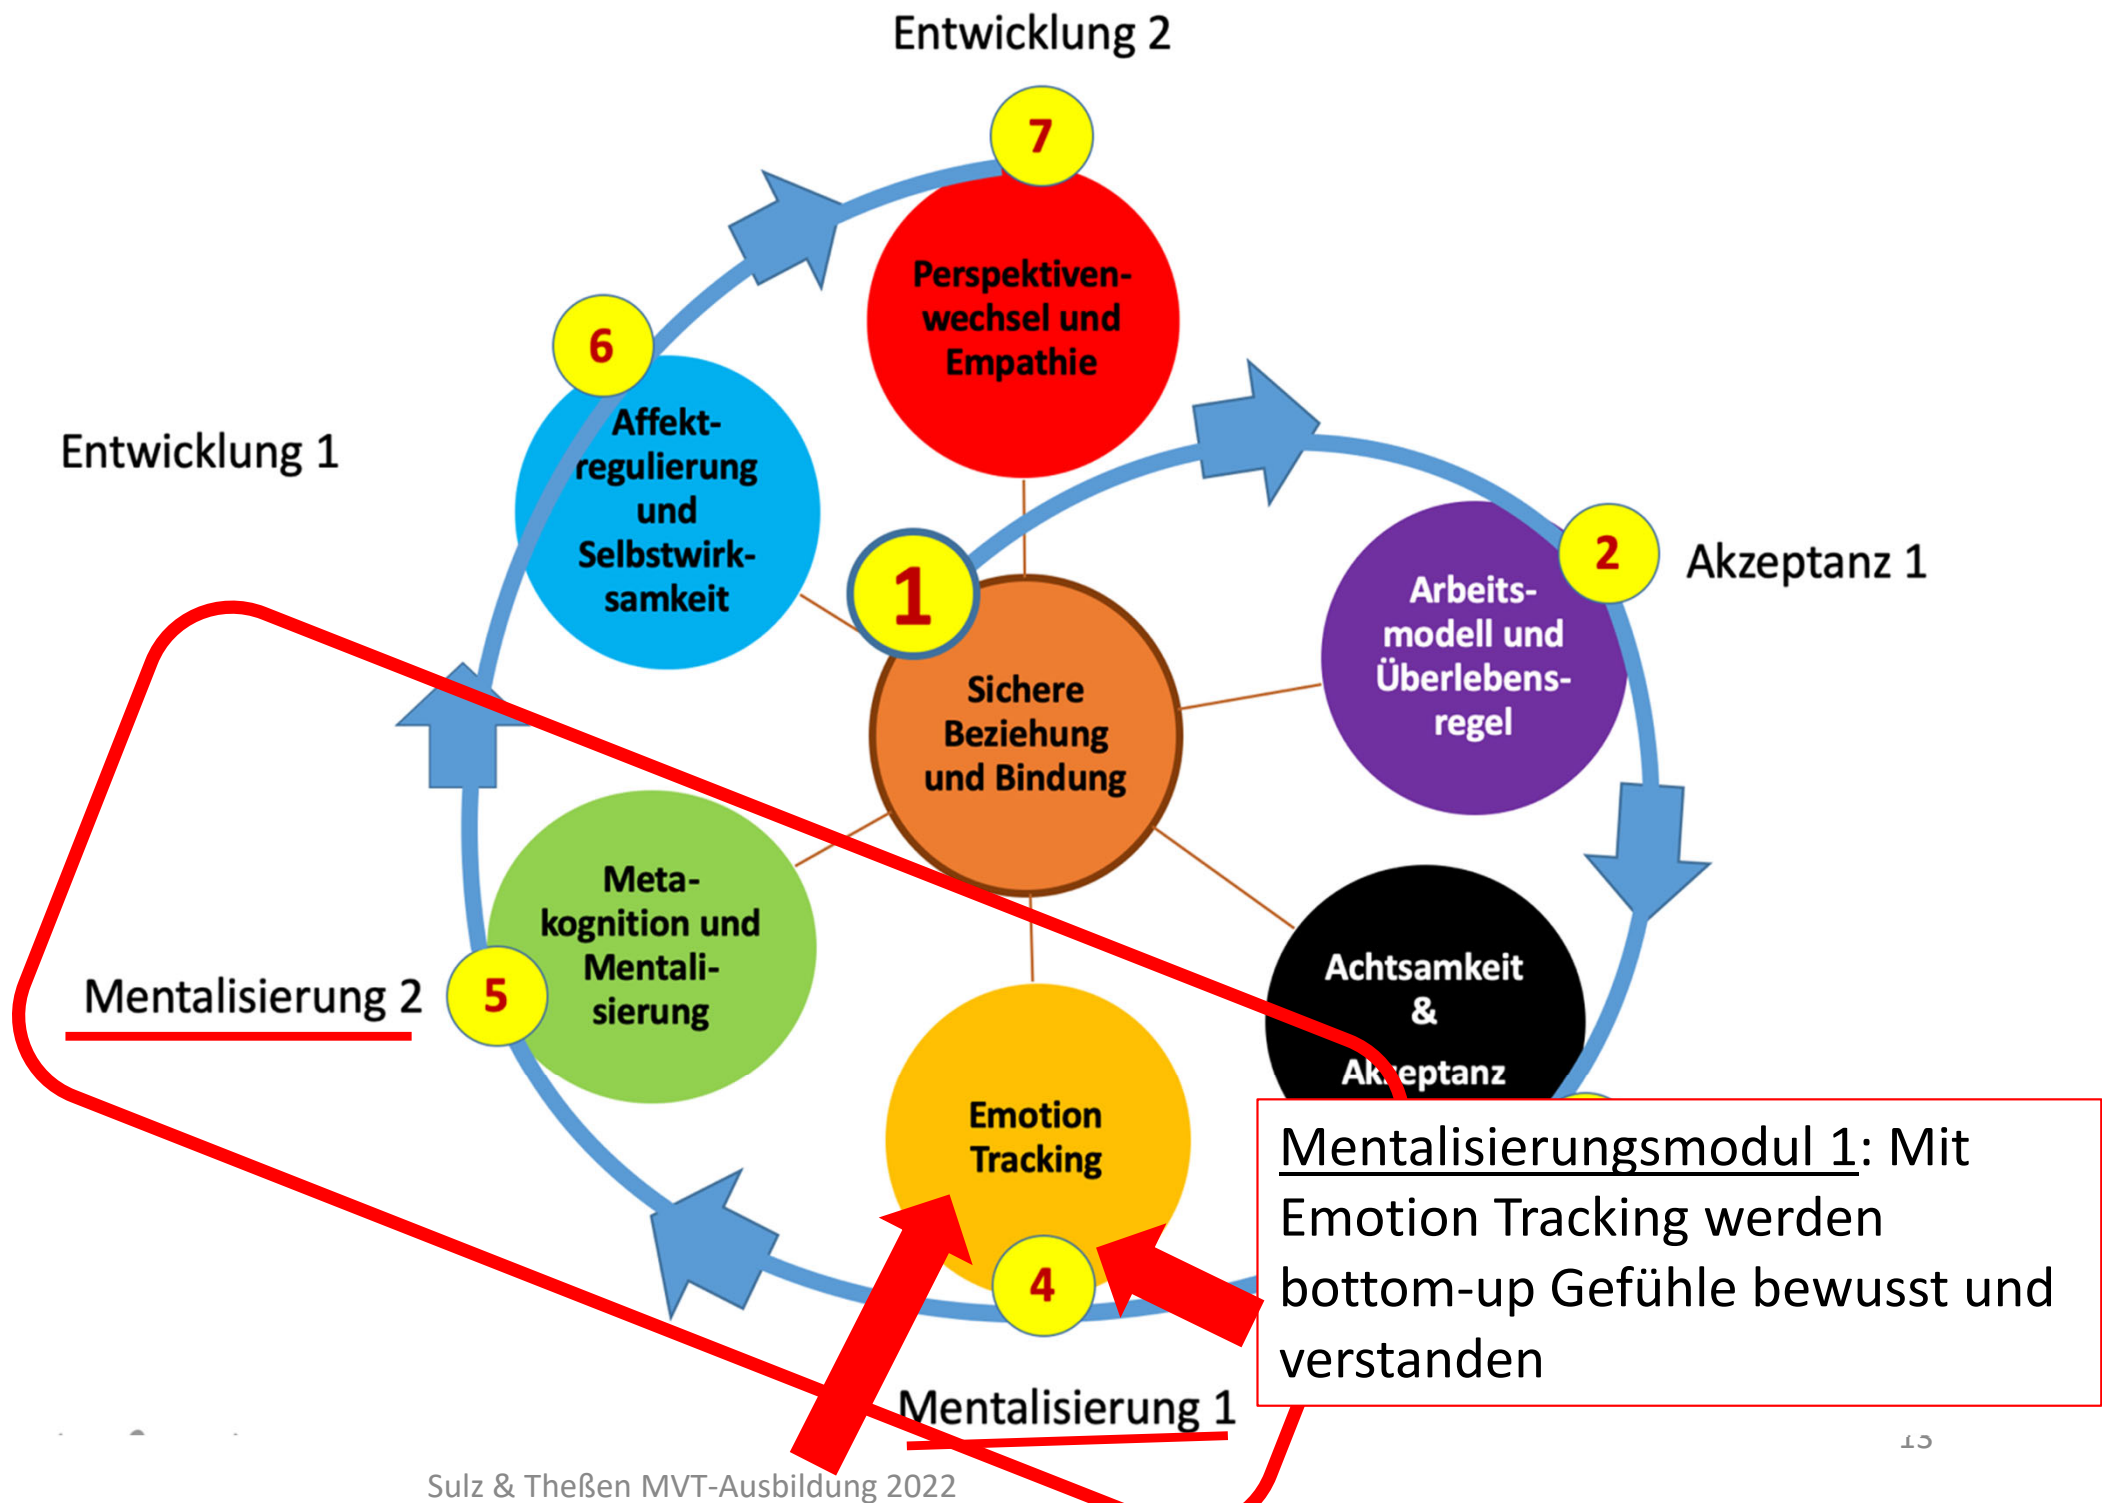 Entwicklung 2
7
Perspektiven-
wechsel und
Empathie
6
Affekt-
regulierung
und
Selbstwirk-
samkeit
Entwicklung 1
1
Sichere
Beziehung
und Bindung
2
Akzeptanz 1
Arbeits-
modell und
Überlebens-
regel
Achtsamkeit
&
Akzeptanz
Meta-
kognition und
Mentali-
sierung
Mentalisierung 2
5
Emotion
Tracking
4
Mentalisierung 1
Mentalisierungsmodul 1: Mit
Emotion Tracking werden
bottom-up Gefühle bewusst und
verstanden
Sulz & Theßen MVT-Ausbildung 2022